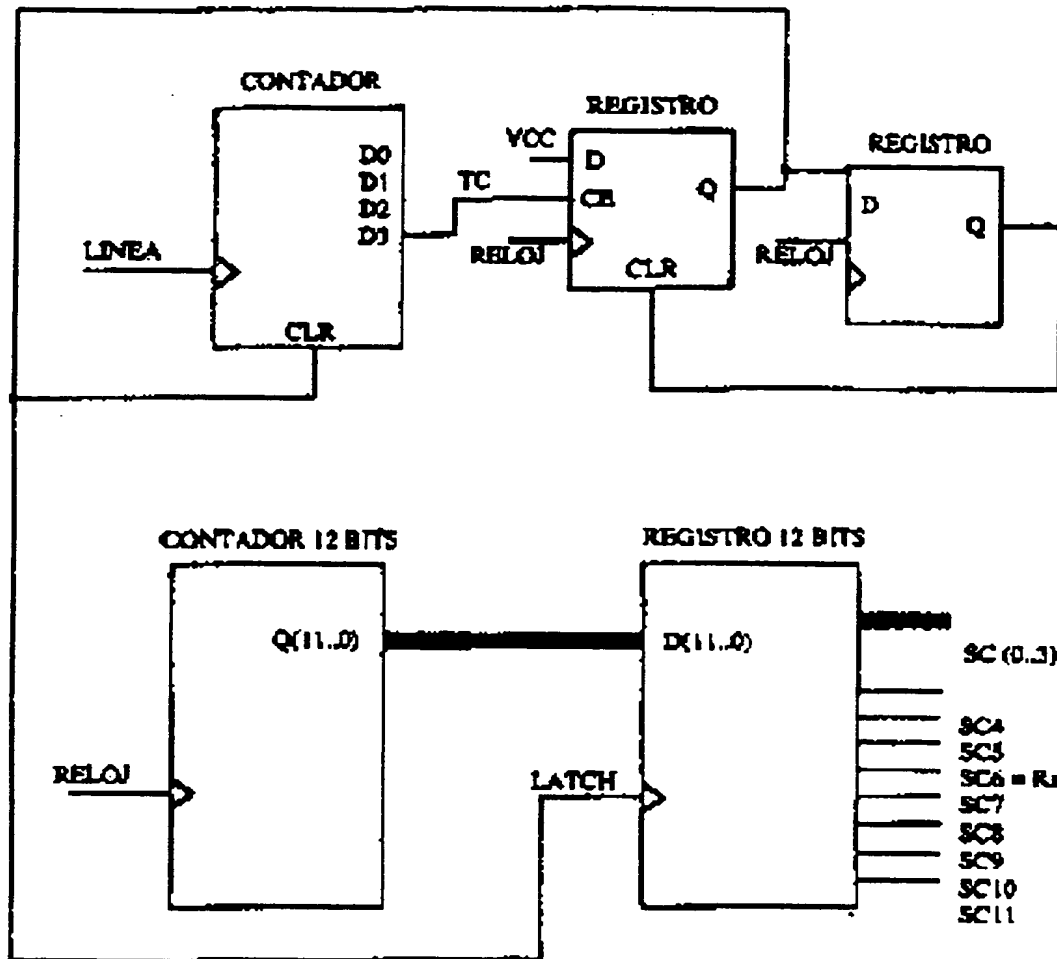 CONTADOR
D0
D1
D2
D3
LINEA
CLR
TC
REGISTRO
VCC
D
CE
Q
RELOJ
CLR
REGISTRO
D
Q
RELOJ
CONTADOR 12 BITS
Q(11..0)
RELOJ
REGISTRO 12 BITS
D(11..0)
LATCH
SC (0..3)
SC4
SC5
SC6 =
SC7
SC8
SC9
SC10
SC11